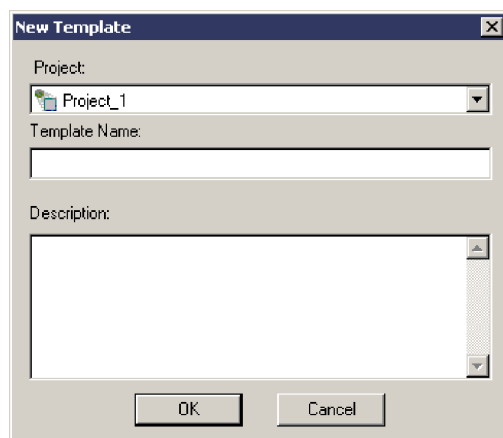 New Template
Project:
Project_1
Template Name:
Description:
OK
Cancel